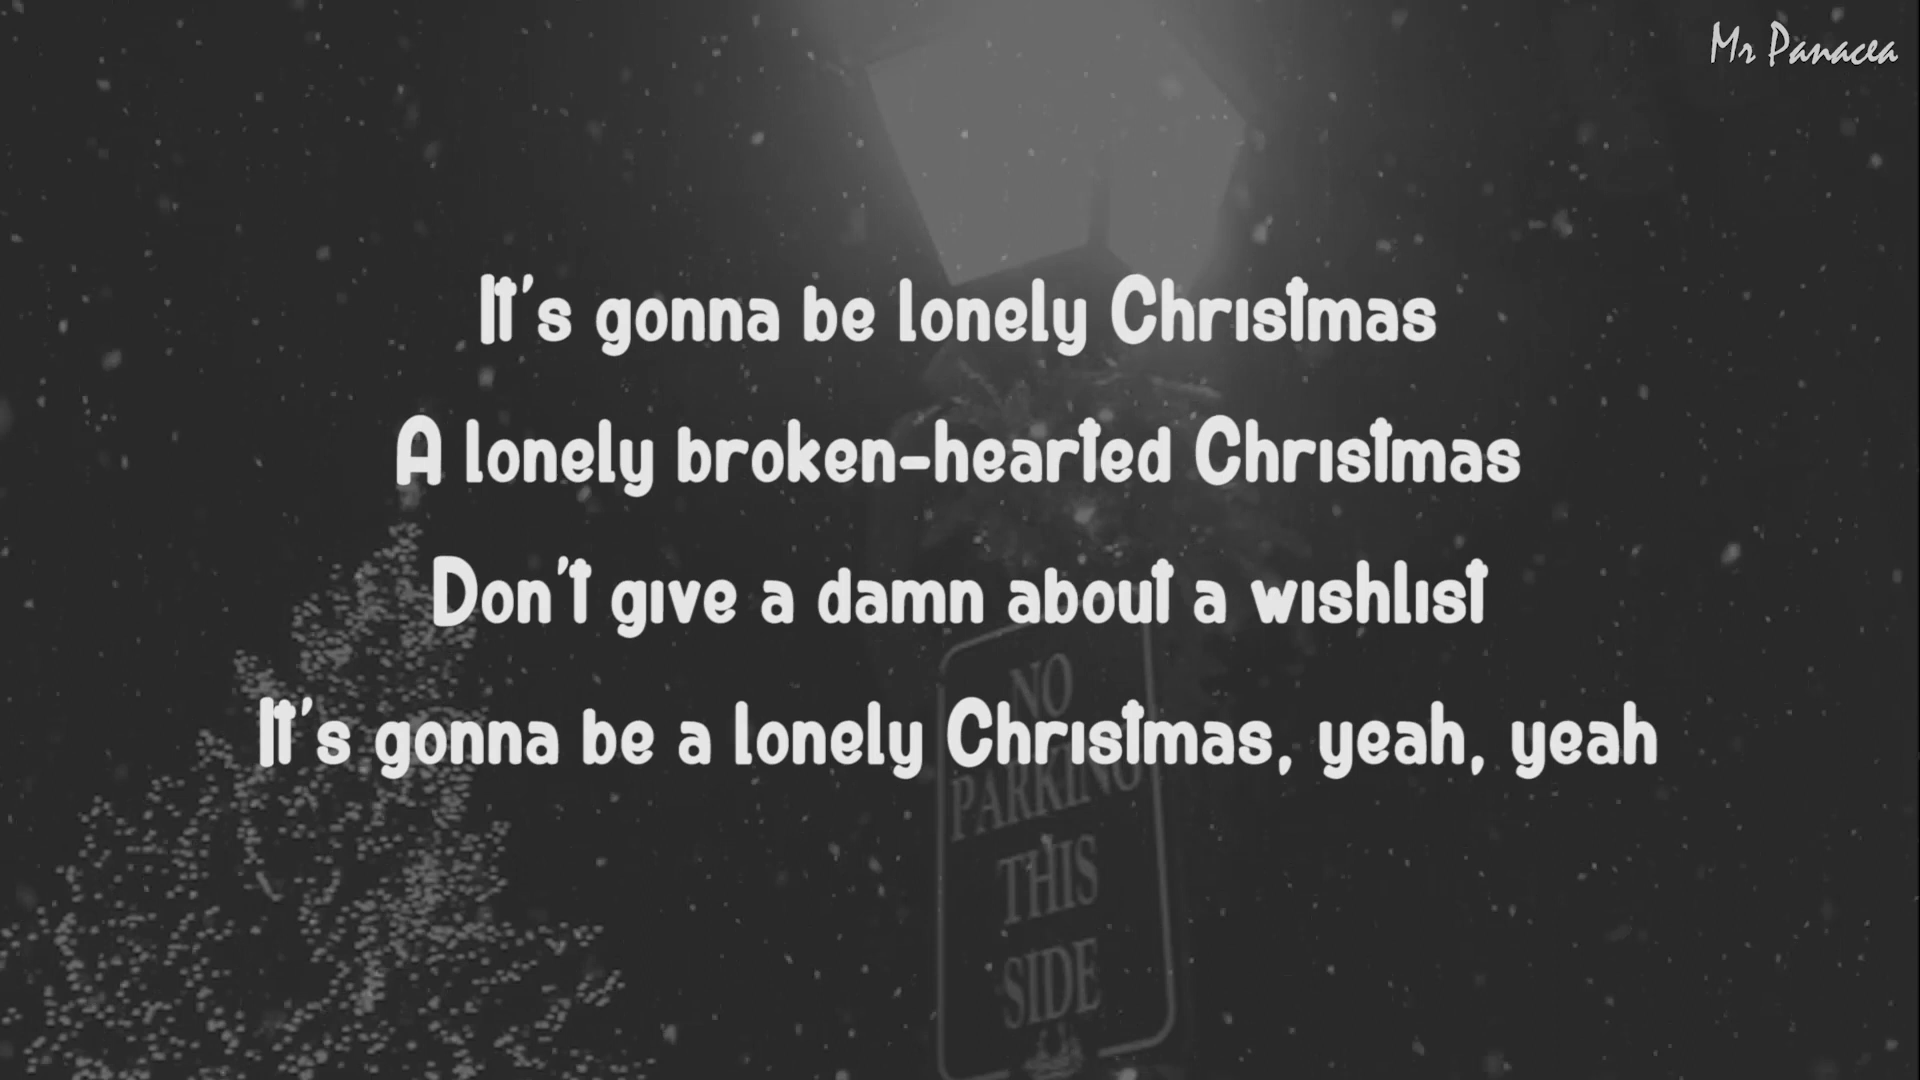 Mr Panacea
It's gonna be lonely Christmas
A lonely broken-hearted Christmas
Don't give a damn about a wishlist
It's gonna be a lonely Christmas, yeah, yeah
NO
PARKING
THIS
SIDE